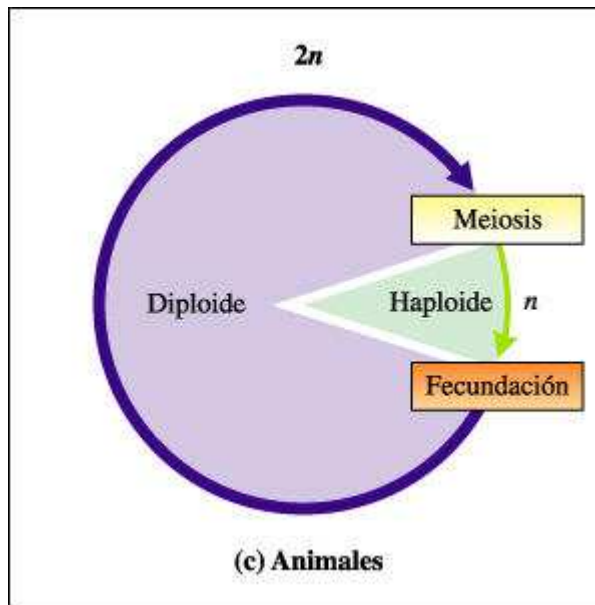 2n
Meiosis
Diploide
Haploide
n
Fecundación
(c) Animales